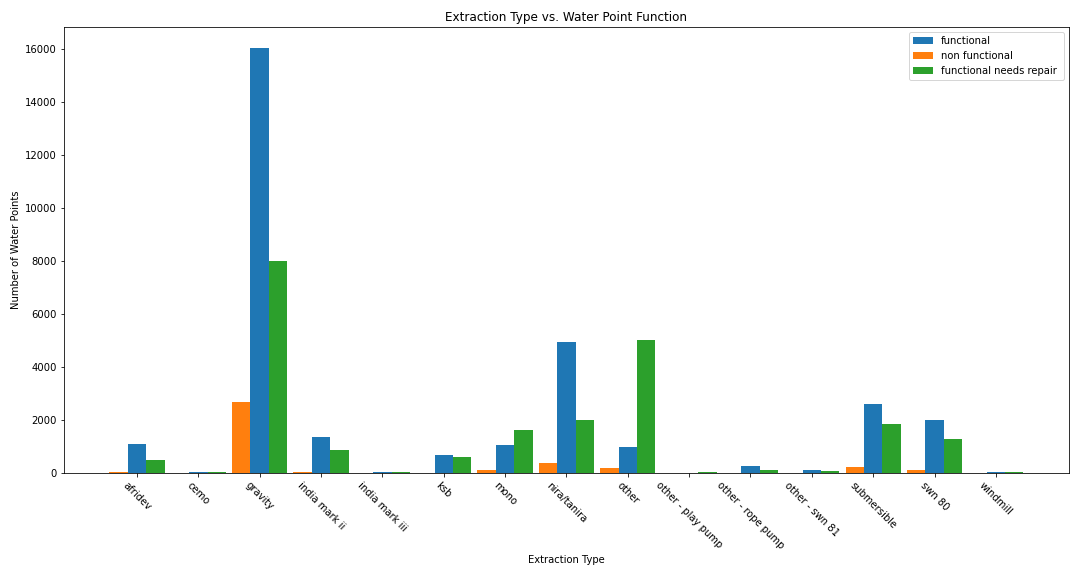 Extraction Type vs. Water Point Function
functional
non functional
functional needs repair
Number of Water Points
16000
14000
12000
10000
8000
6000
4000
2000
0
afridev
cemo
gravity
india mark ii
india mark iii
ksb
mono
nira/tanira
other
other - play pump
other - rope pump
other - swn 81
submersible
swn 80
windmill
Extraction Type